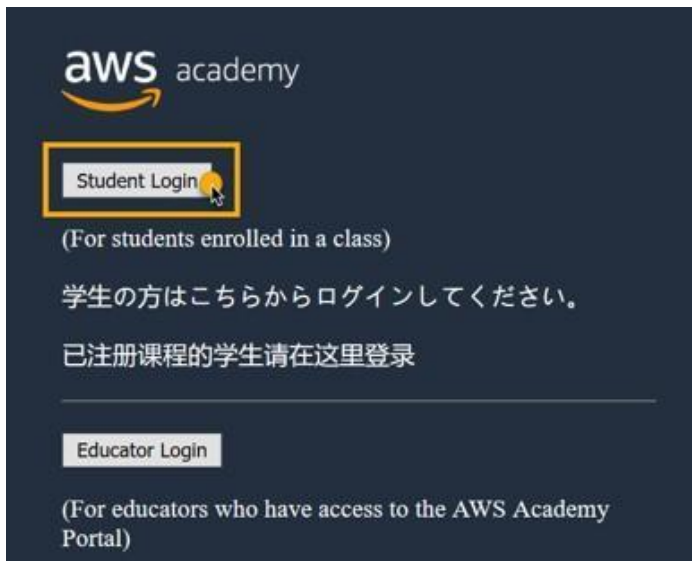 aws academy
Student Login
(For students enrolled in a class)
学生の方はこちらからログインしてください。
已注册课程的学生请在这里登录
Educator Login
(For educators who have access to the AWS Academy
Portal)